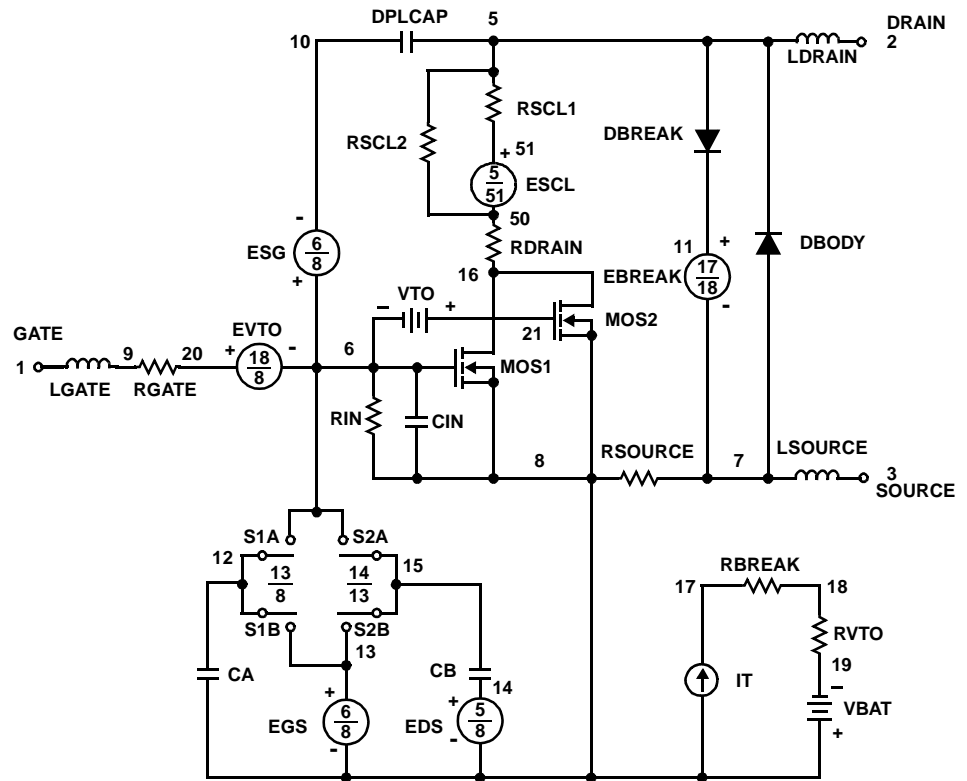 DPLCAP 5 DRAIN
10 2
LDRAIN
RSCL1
RSCL2 DBREAK
+ 51
5
51 ESCL
50
- RDRAIN DBODY
ESG 6
8
+ 16 11 +
VTO EBREAK 17
18
- + -
MOS2
21
GATE EVTO
1 9 20 + 18
8 - 6 MOS1
LGATE RGATE
RIN CIN
LSOURCE
8 RSOURCE 7 3
SOURCE
S1A S2A
12 13
8 14
13 15 RBREAK
17 18
S1B S2B RVTO
13 19
CA CB IT -
14 VBAT
+ + +
EGS 6
8 EDS 5
8
- -